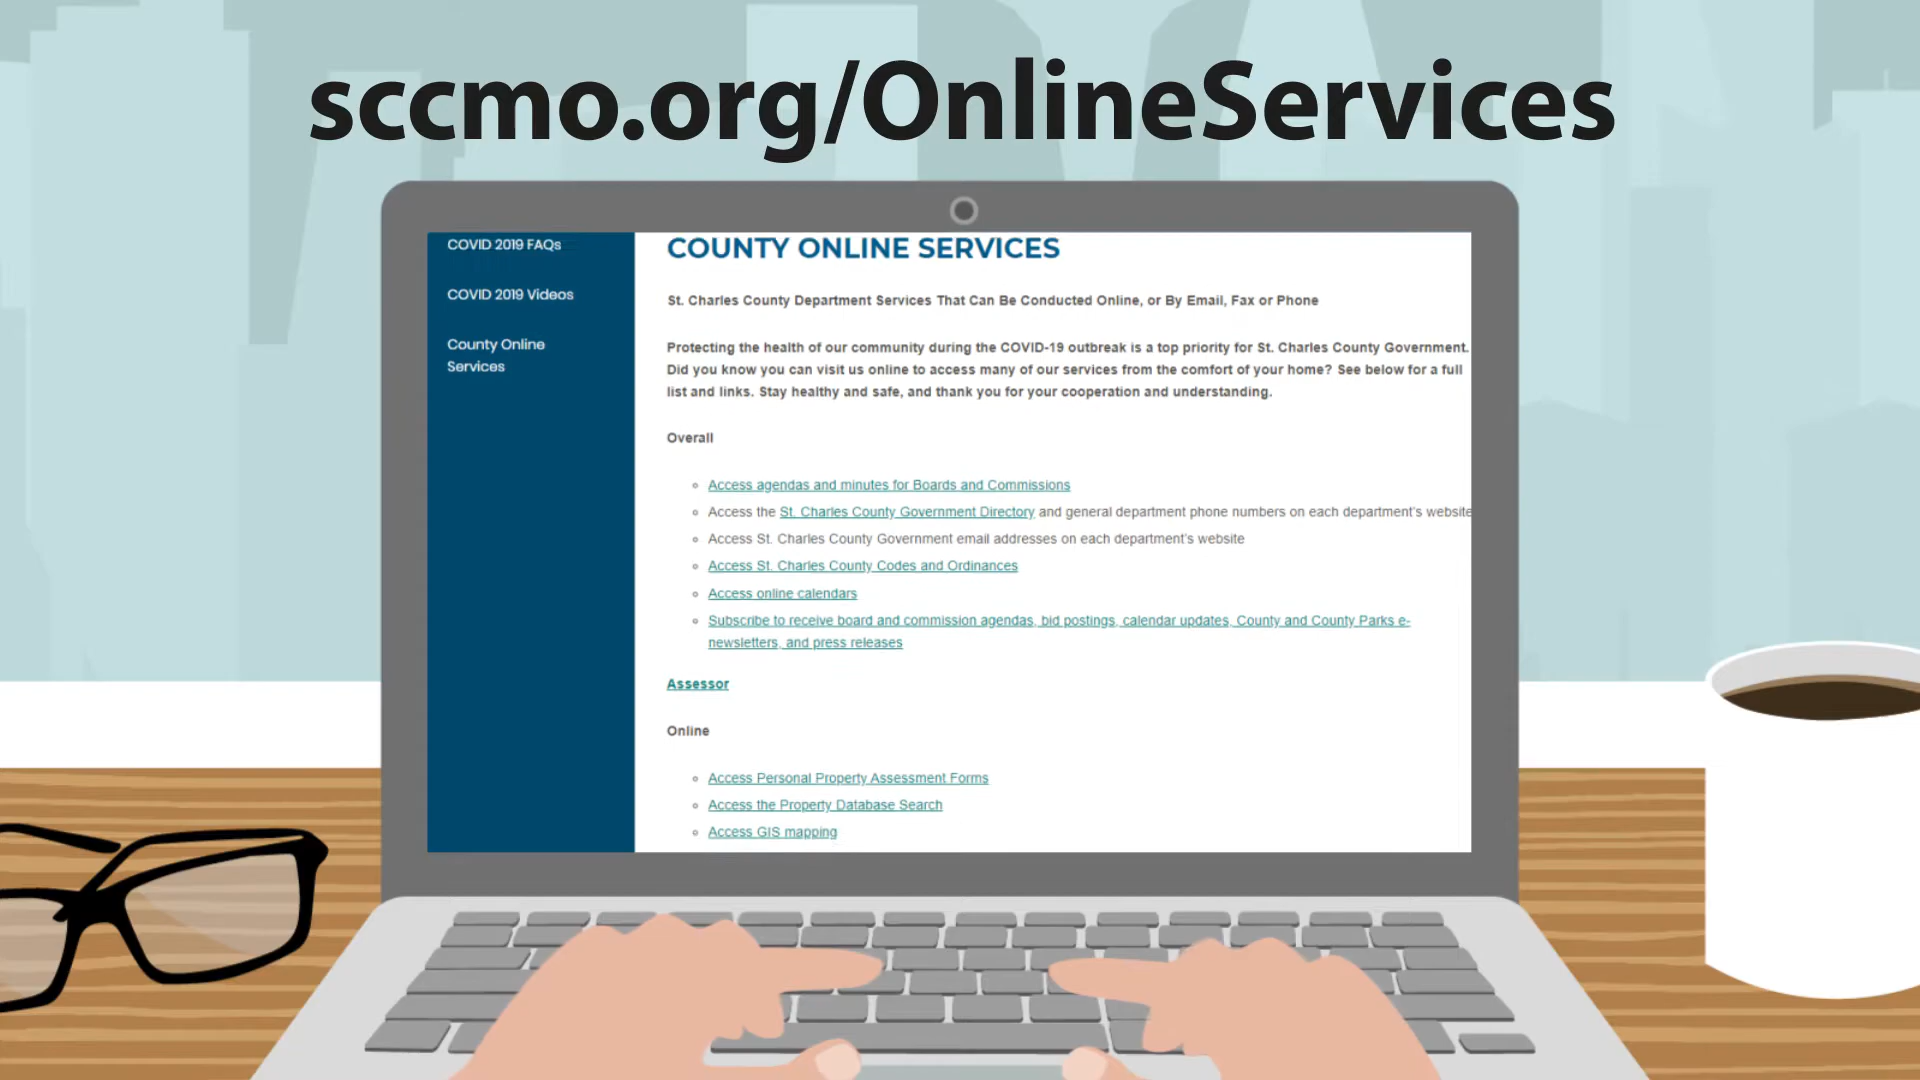 sccmo.org/OnlineServices
COVID 2019 FAQs
COVID 2019 Videos
County Online
Services
COUNTY ONLINE SERVICES
St. Charles County Department Services That Can Be Conducted Online, or By Email, Fax or Phone
Protecting the health of our community during the COVID-19 outbreak is a top priority for St. Charles County Government.
Did you know you can visit us online to access many of our services from the comfort of your home? See below for a full
list and links. Stay healthy and safe, and thank you for your cooperation and understanding.
Overall
Access agendas and minutes for Boards and Commissions
Access the St. Charles County Government Directory and general department phone numbers on each department's website
Access St. Charles County Government email addresses on each department's website
Access St. Charles County Codes and Ordinances
Access online calendars
Subscribe to receive board and commission agendas, bid postings, calendar updates, County and County Parks e-
newsletters, and press releases
Assessor
Online
Access Personal Property Assessment Forms
Access the Property Database Search
Access GIS mapping